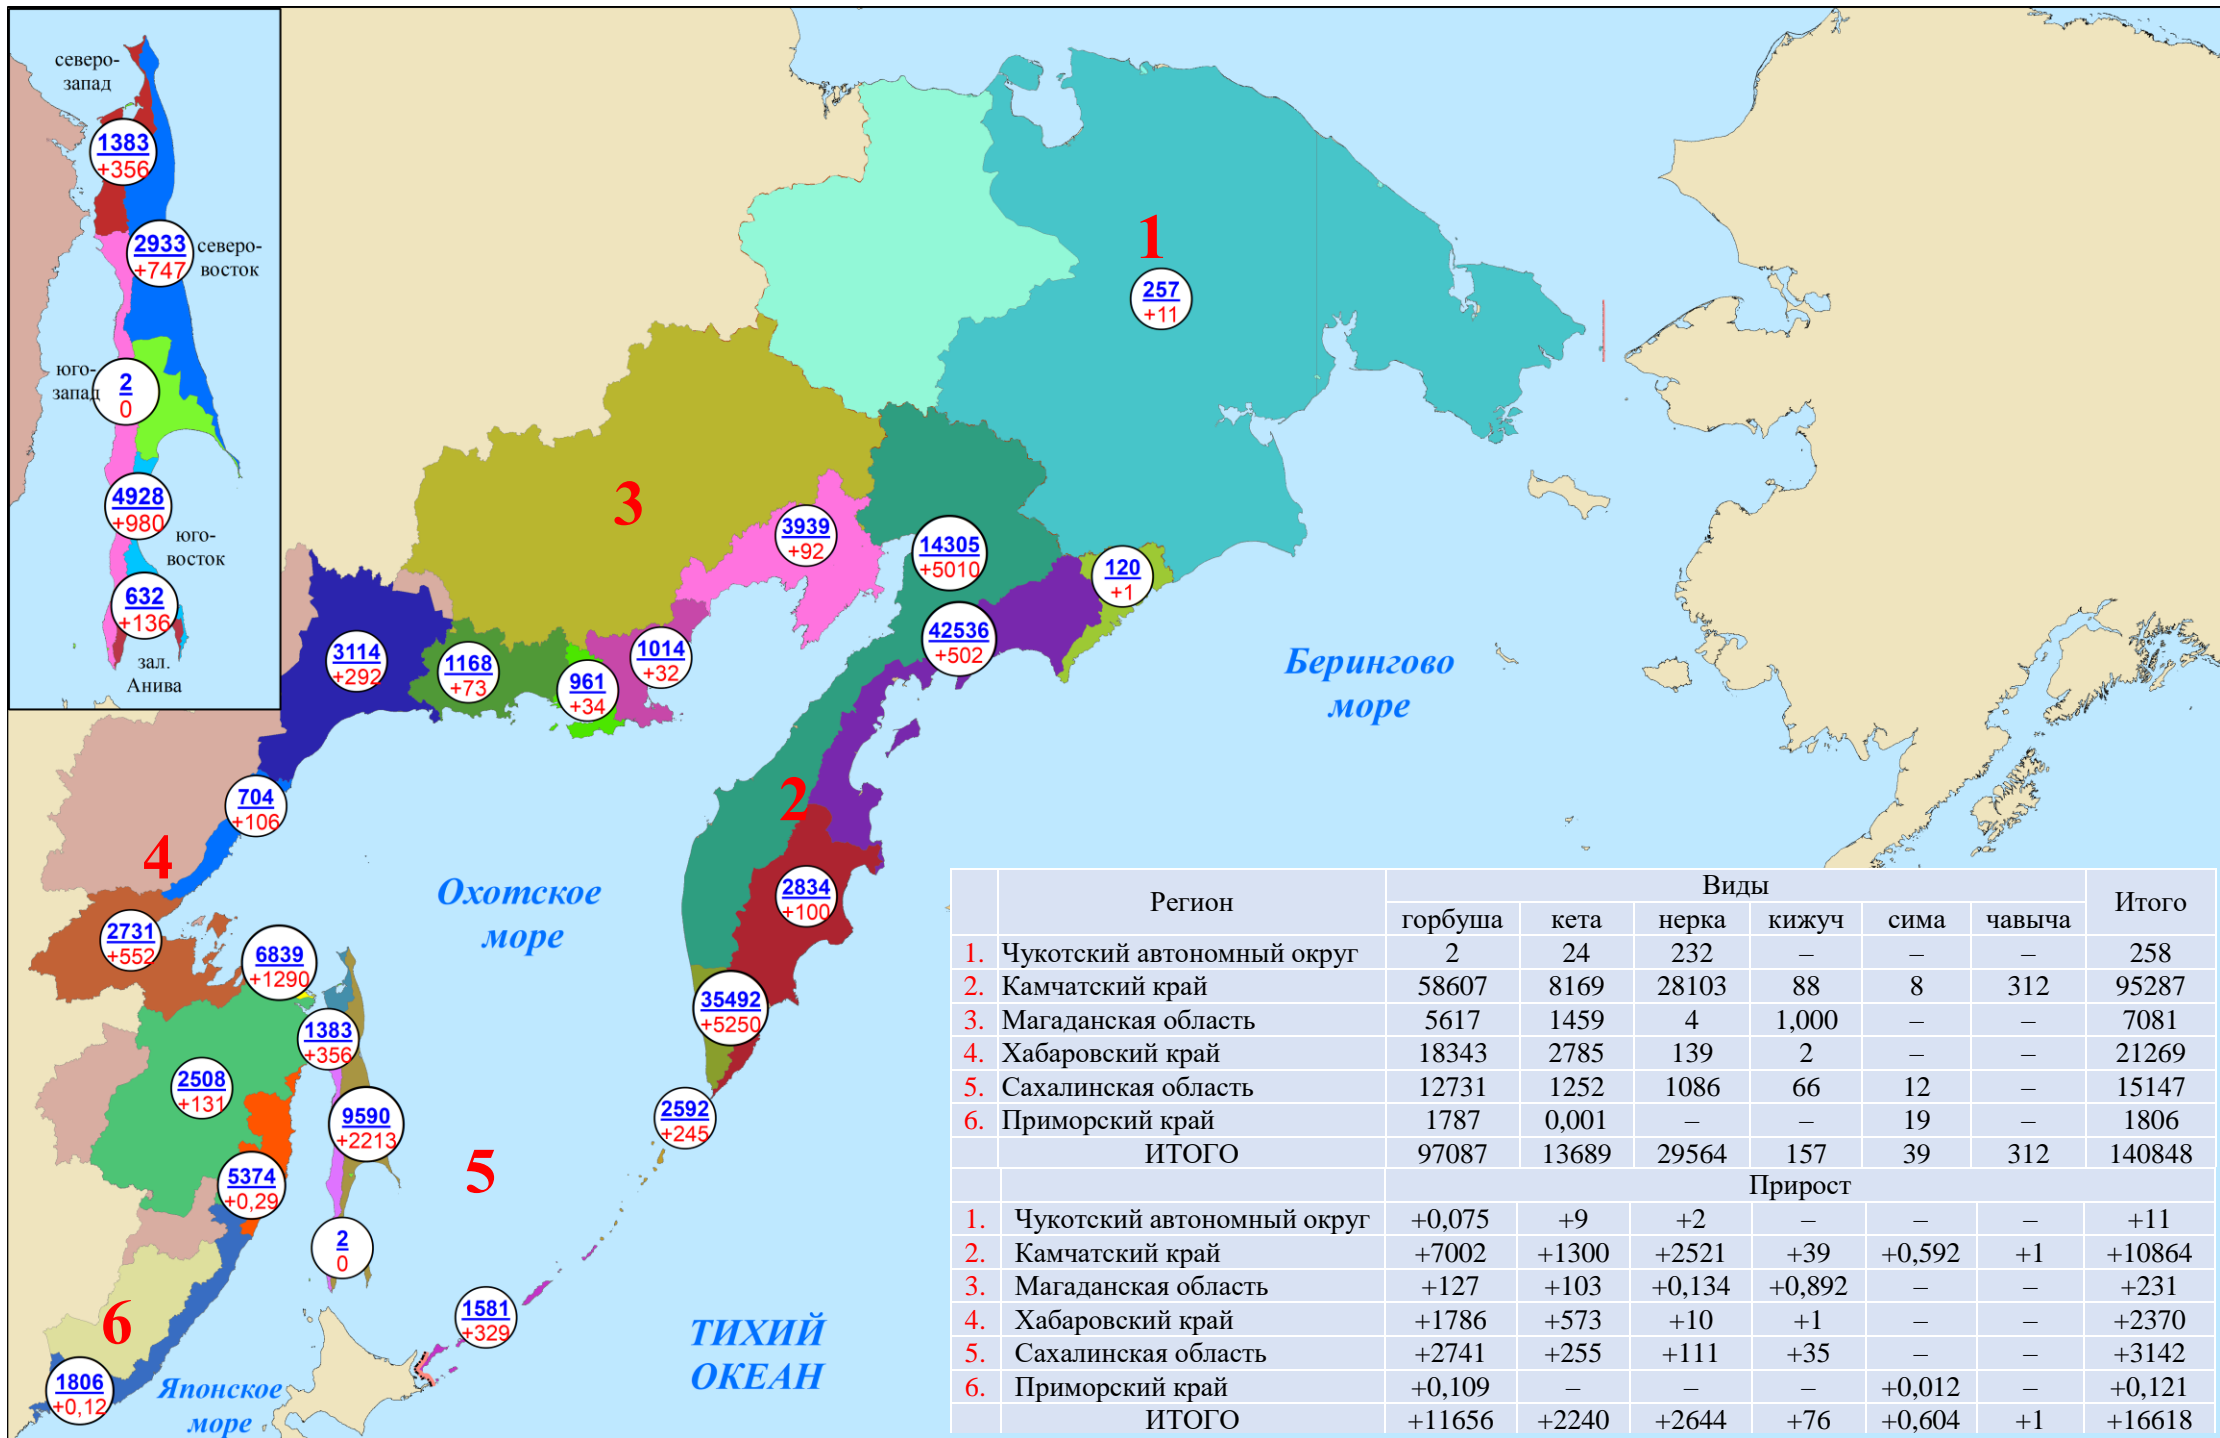 северо-
запад
1383
+356
2933
+747
северо-
восток
юго-
запад
2
0
4928
+980
юго-
восток
632
+136
зал.
Анива
1
257
+11
3
3939
+92
14305
+5010
120
+1
42536
+502
3114
+292
1168
+73
961
+34
1014
+32
Берингово
море
704
+106
4
2
Охотское
море
2834
+100
2731
+552
6839
+1290
35492
+5250
1383
+356
2508
+131
9590
+2213
2592
+245
5
5374
+0,29
2
0
6
1581
+329
ТИХИЙ
ОКЕАН
1806
+0,12
Японское
море
Регион Виды Итого
горбуша кета нерка кижуч сима чавыча
1. Чукотский автономный округ 2 24 232 – – – 258
2. Камчатский край 58607 8169 28103 88 8 312 95287
3. Магаданская область 5617 1459 4 1,000 – – 7081
4. Хабаровский край 18343 2785 139 2 – – 21269
5. Сахалинская область 12731 1252 1086 66 12 – 15147
6. Приморский край 1787 0,001 – – 19 – 1806
ИТОГО 97087 13689 29564 157 39 312 140848
Прирост
1. Чукотский автономный округ +0,075 +9 +2 – – – +11
2. Камчатский край +7002 +1300 +2521 +39 +0,592 +1 +10864
3. Магаданская область +127 +103 +0,134 +0,892 – – +231
4. Хабаровский край +1786 +573 +10 +1 – – +2370
5. Сахалинская область +2741 +255 +111 +35 – – +3142
6. Приморский край +0,109 – – – +0,012 – +0,121
ИТОГО +11656 +2240 +2644 +76 +0,604 +1 +16618